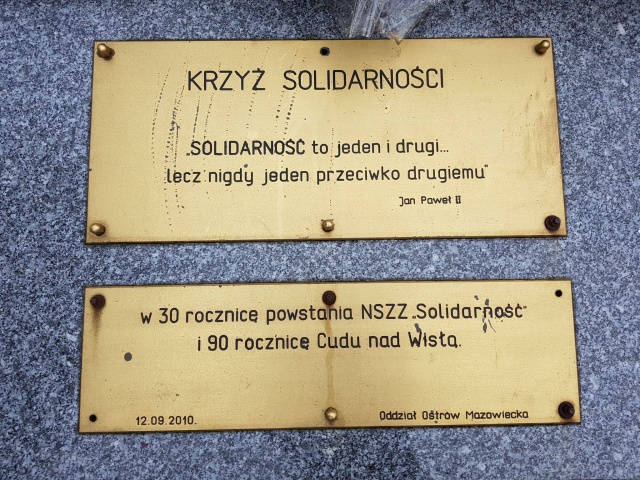 KRZYŻ SOLIDARNOŚCI
„SOLIDARNOŚĆ to jeden i drugi...
lecz nigdy jeden przeciwko drugiemu"
Jan Paweł II
w 30 rocznicę powstania NSZZ „Solidarność"
i 90 rocznicę Cudu nad Wisłą.
12.09.2010.
Oddział Ostrów Mazowiecka